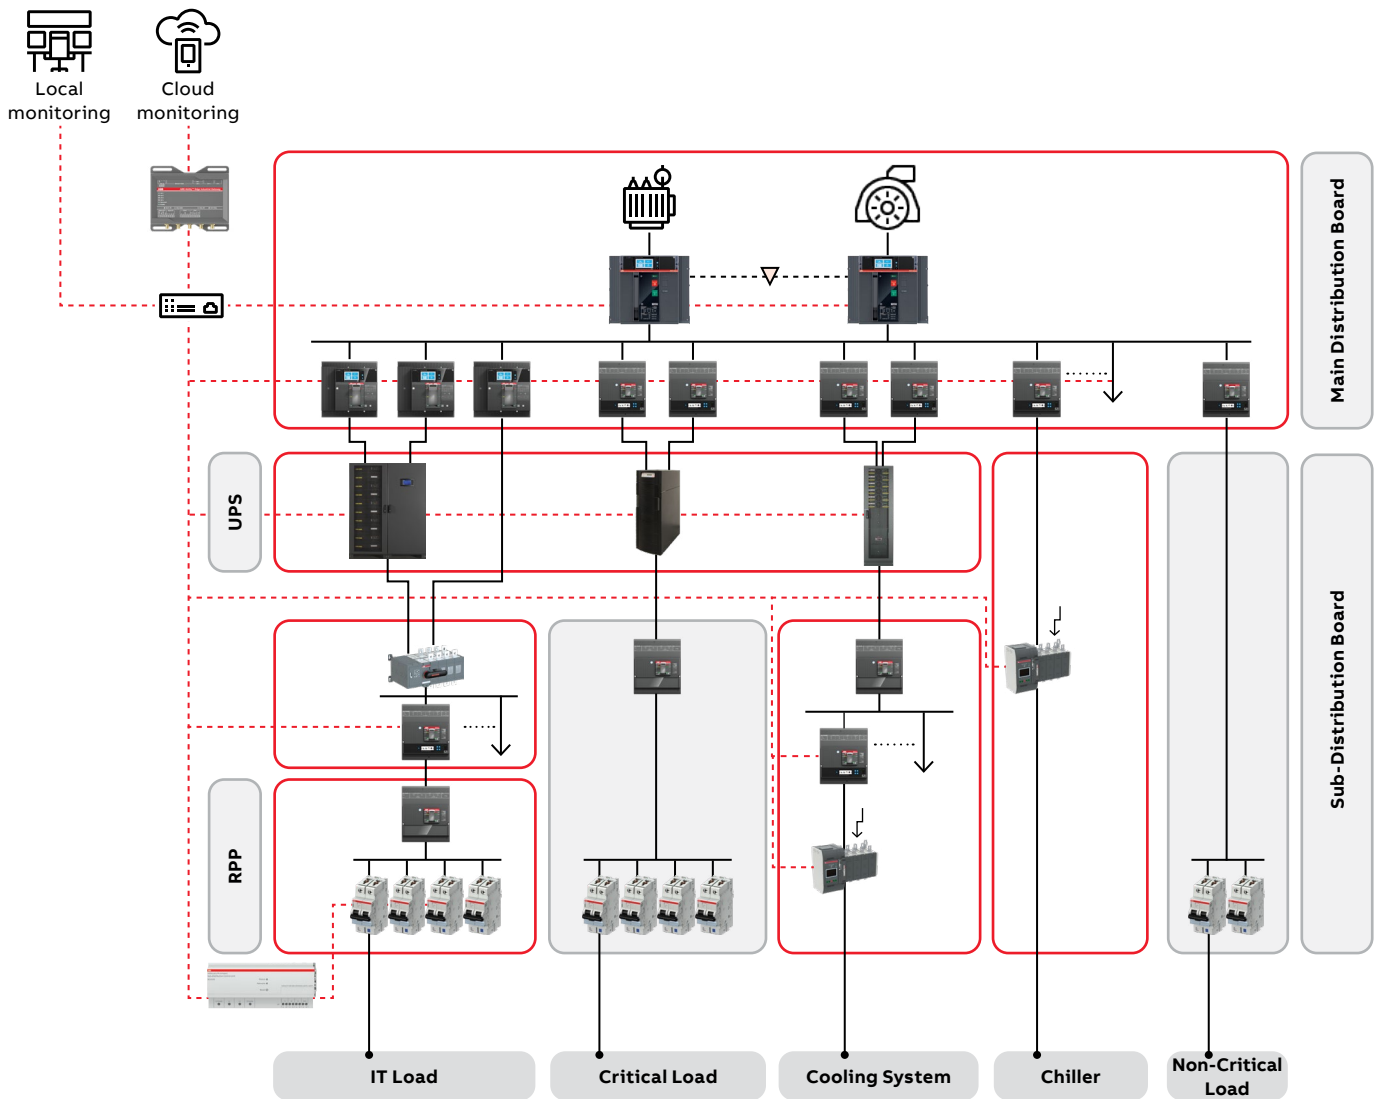 Local
monitoring
Cloud
monitoring
Main Distribution Board
UPS
Sub-Distribution Board
RPP
IT Load
Critical Load
Cooling System
Chiller
Non-Critical
Load